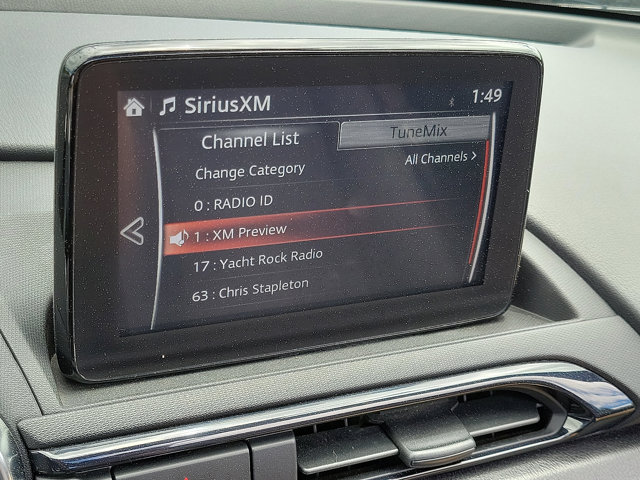 SiriusXM 1:49
Channel List TuneMix
Change Category All Channels >
0 : RADIO ID
1 : XM Preview
17 : Yacht Rock Radio
63 : Chris Stapleton